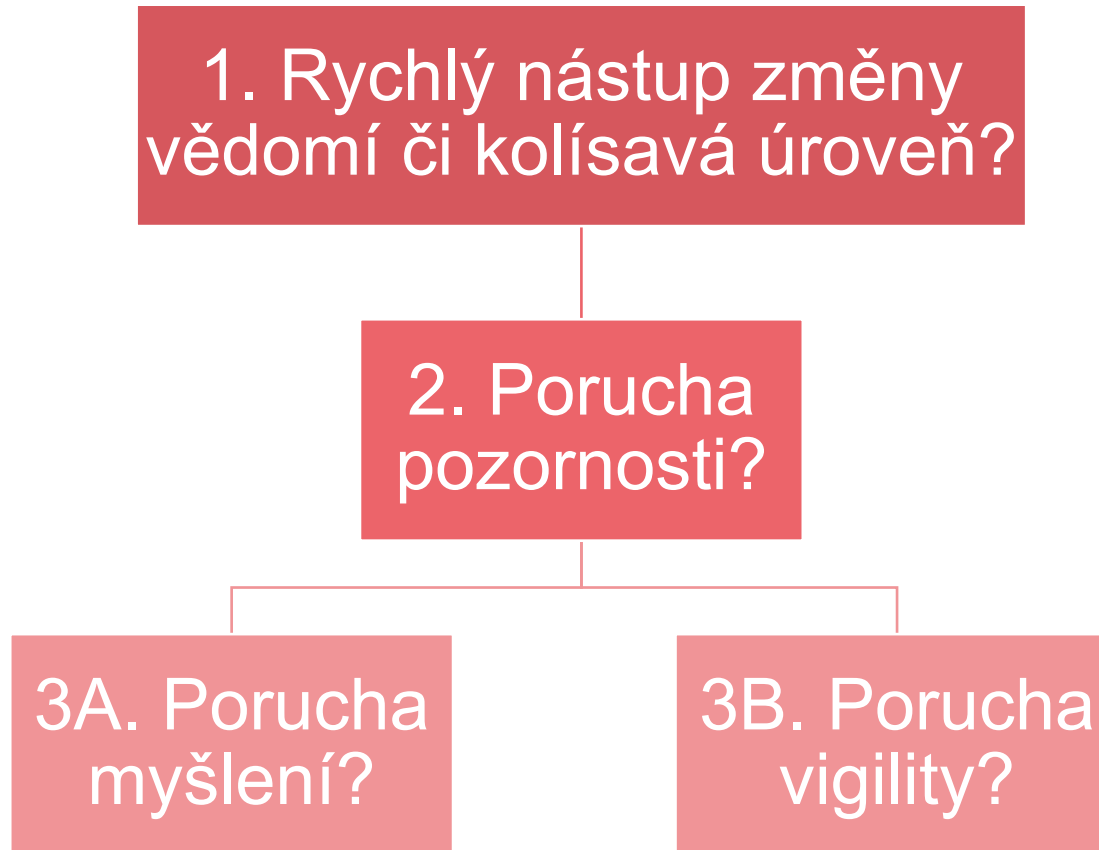 1. Rychlý nástup změny
vědomí či kolísavá úroveň?
2. Porucha
pozornosti?
3A. Porucha
myšlení?
3B. Porucha
vigility?